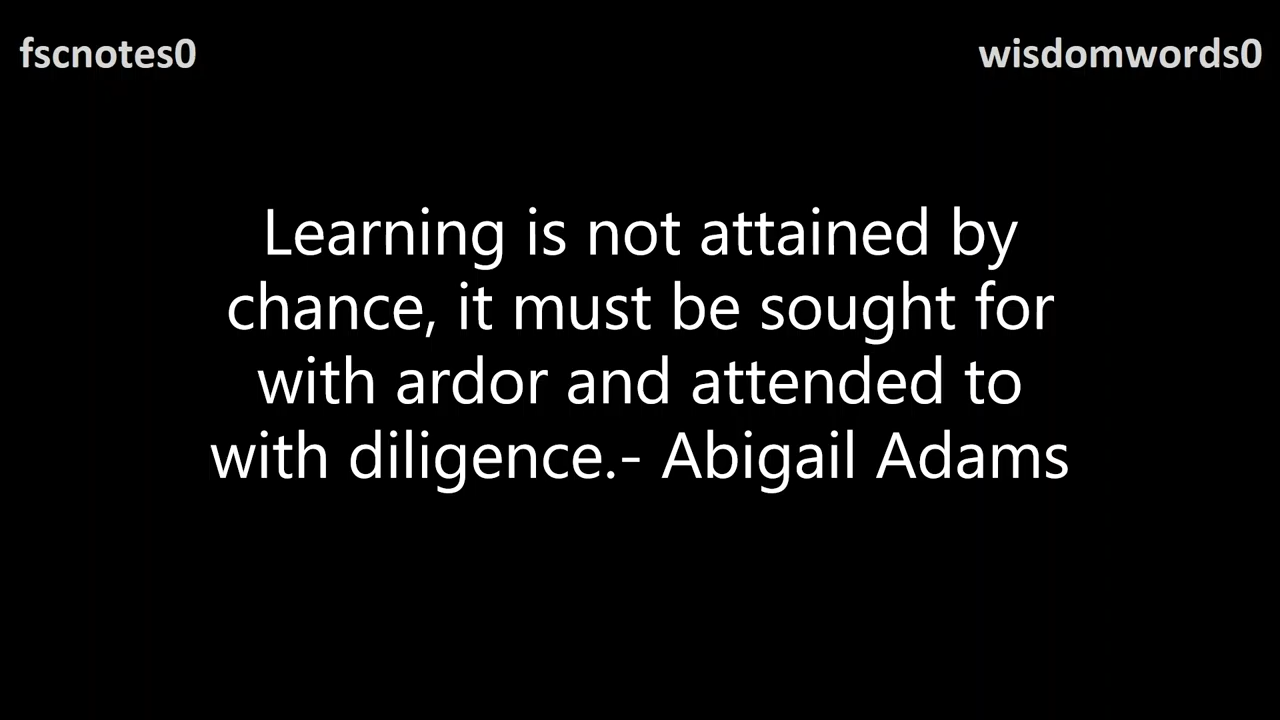 fscnotes0
wisdomwords0
Learning is not attained by
chance, it must be sought for
with ardor and attended to
with diligence.- Abigail Adams